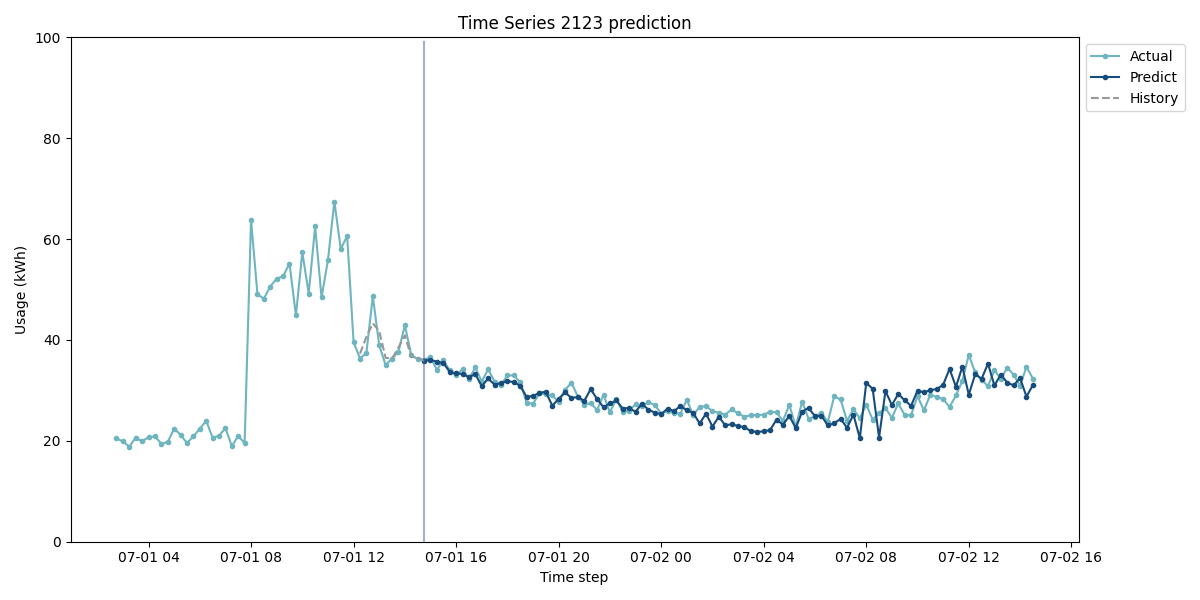 Time Series 2123 prediction
100
80
60
40
20
0
Usage (kWh)
07-01 04
07-01 08
07-01 12
07-01 16
07-01 20
07-02 00
07-02 04
07-02 08
07-02 12
07-02 16
Time step
Actual
Predict
History